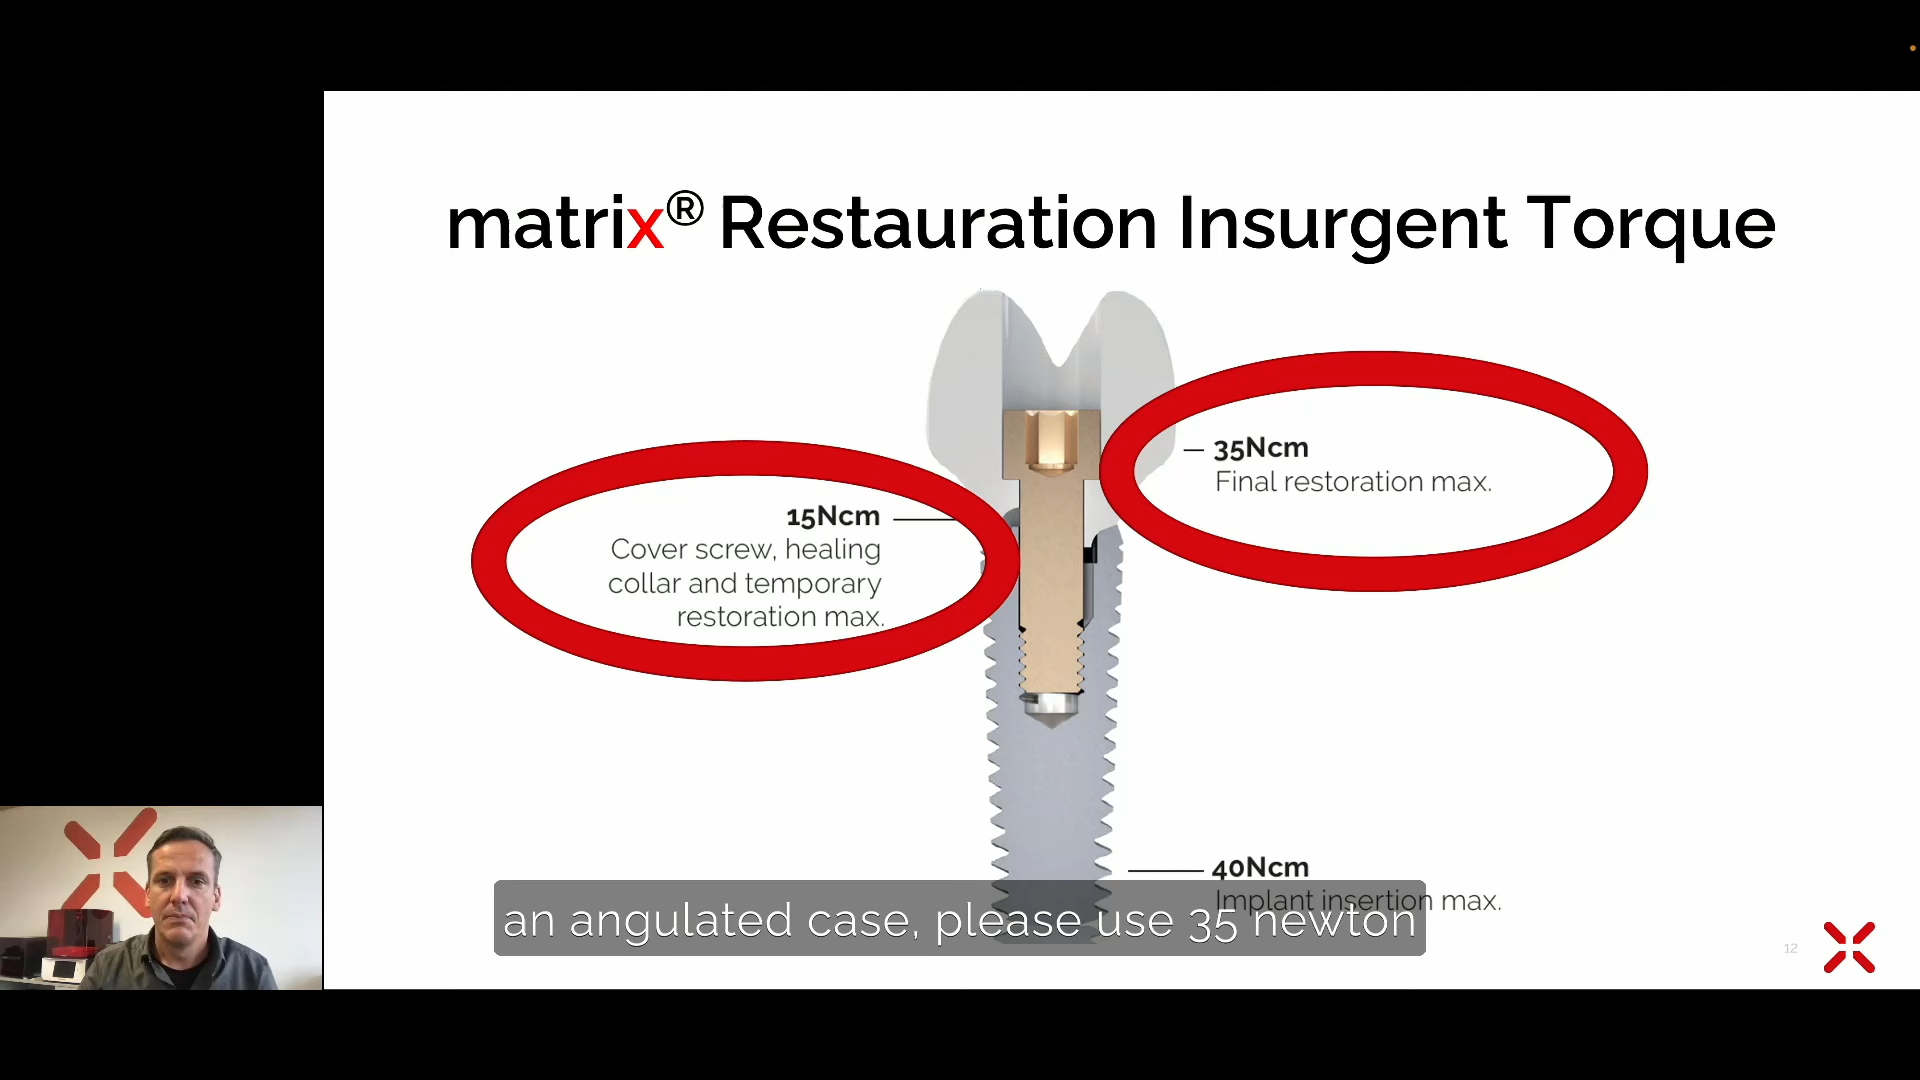 matrix® Restauration Insurgent Torque
35Ncm
Final restoration max.
15Ncm
Cover screw, healing
collar and temporary
restoration max.
40Ncm
Implant insertion max.
an angulated case, please use 35 newton
12